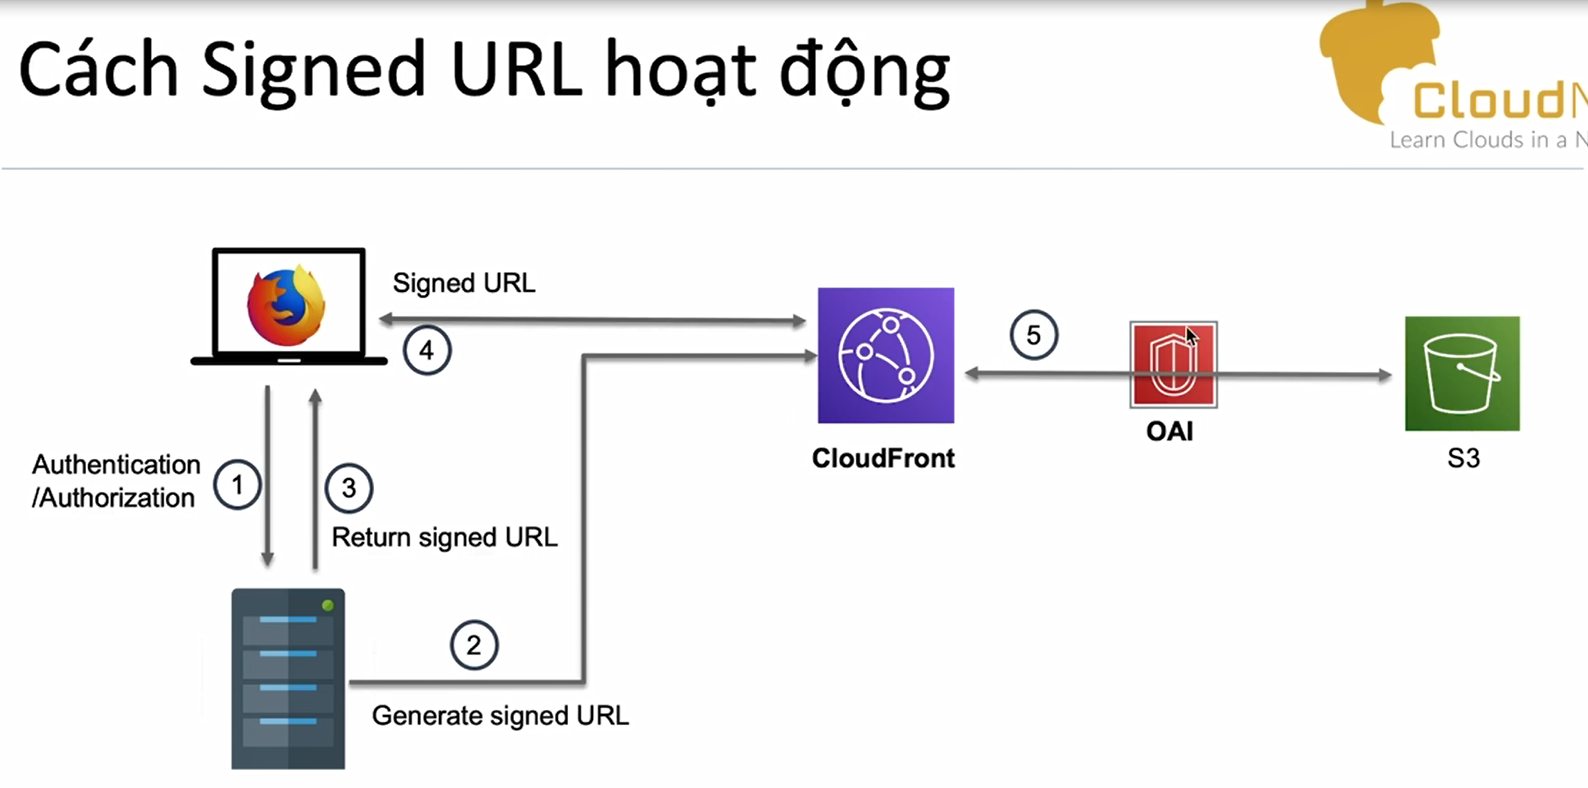 Cách Signed URL hoạt động
Cloud
Learn Clouds in a
Signed URL
4
5
OAI
CloudFront
S3
Authentication
/Authorization
1
3
Return signed URL
2
Generate signed URL